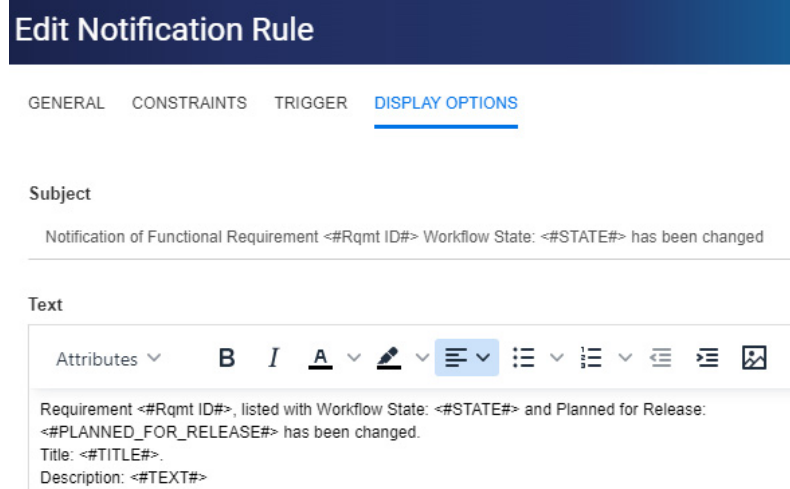 Edit Notification Rule
GENERAL CONSTRAINTS TRIGGER DISPLAY OPTIONS
Subject
Notification of Functional Requirement <#Rqmt ID#> Workflow State: <#STATE#> has been changed
Text
Attributes B I A
Requirement <#Rqmt ID#>, listed with Workflow State: <#STATE#> and Planned for Release:
<#PLANNED_FOR_RELEASE#> has been changed.
Title: <#TITLE#>.
Description: <#TEXT#>